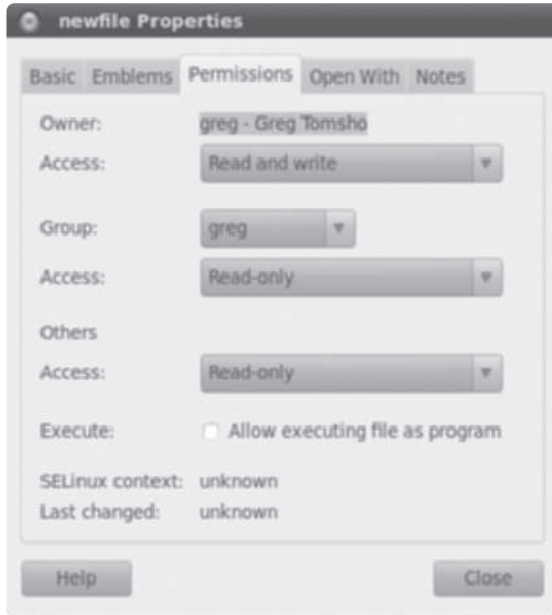 newfile Properties
Basic Emblems Permissions Open With Notes
Owner: greg - Greg Tomsho
Access: Read and write
Group: greg
Access: Read-only
Others
Access: Read-only
Execute: Allow executing file as program
SELinux context: unknown
Last changed: unknown
Help Close